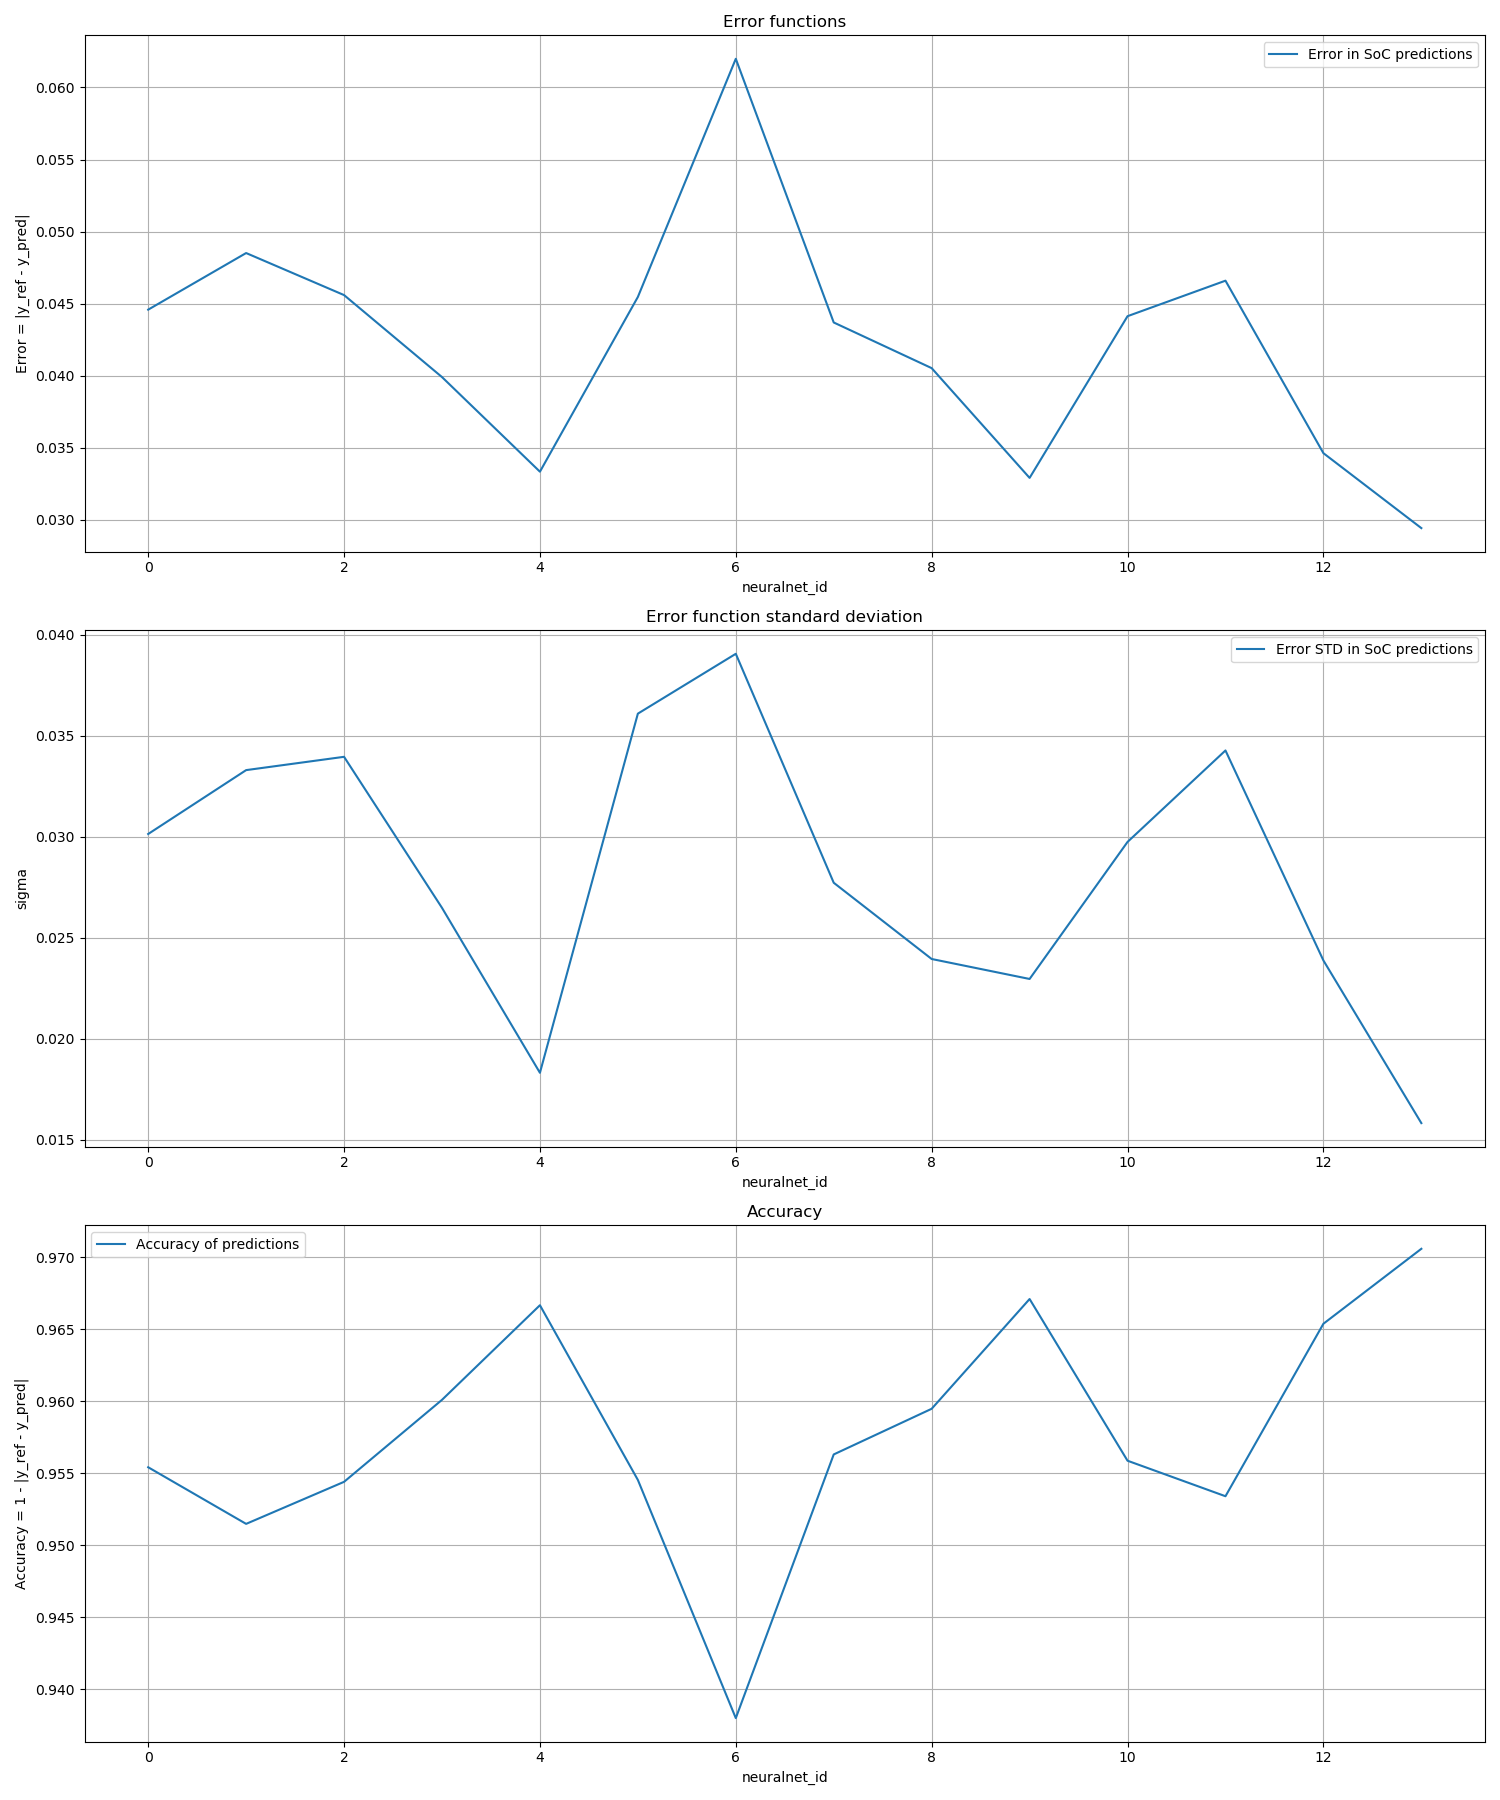 Error functions
Error in SoC predictions
0.060
0.055
0.050
0.045
0.040
0.035
0.030
Error = |y_ref - y_pred|
0 2 4 6 8 10 12
neuralnet_id
Error function standard deviation
Error STD in SoC predictions
0.040
0.035
0.030
0.025
0.020
0.015
sigma
0 2 4 6 8 10 12
neuralnet_id
Accuracy
Accuracy of predictions
0.970
0.965
0.960
0.955
0.950
0.945
0.940
Accuracy = 1 - |y_ref - y_pred|
0 2 4 6 8 10 12
neuralnet_id